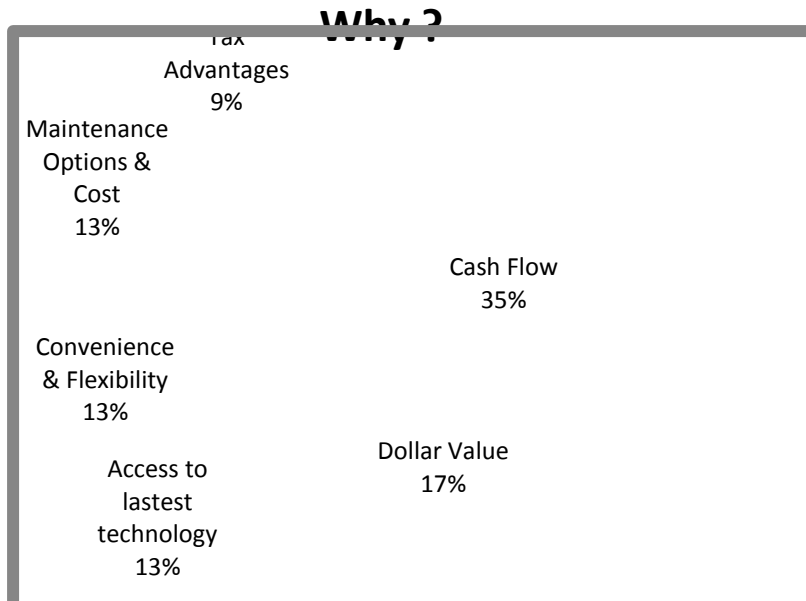 Why ?
Tax
Advantages
9%
Maintenance
Options &
Cost
13%
Cash Flow
35%
Convenience
& Flexibility
13%
Dollar Value
17%
Access to
lastest
technology
13%